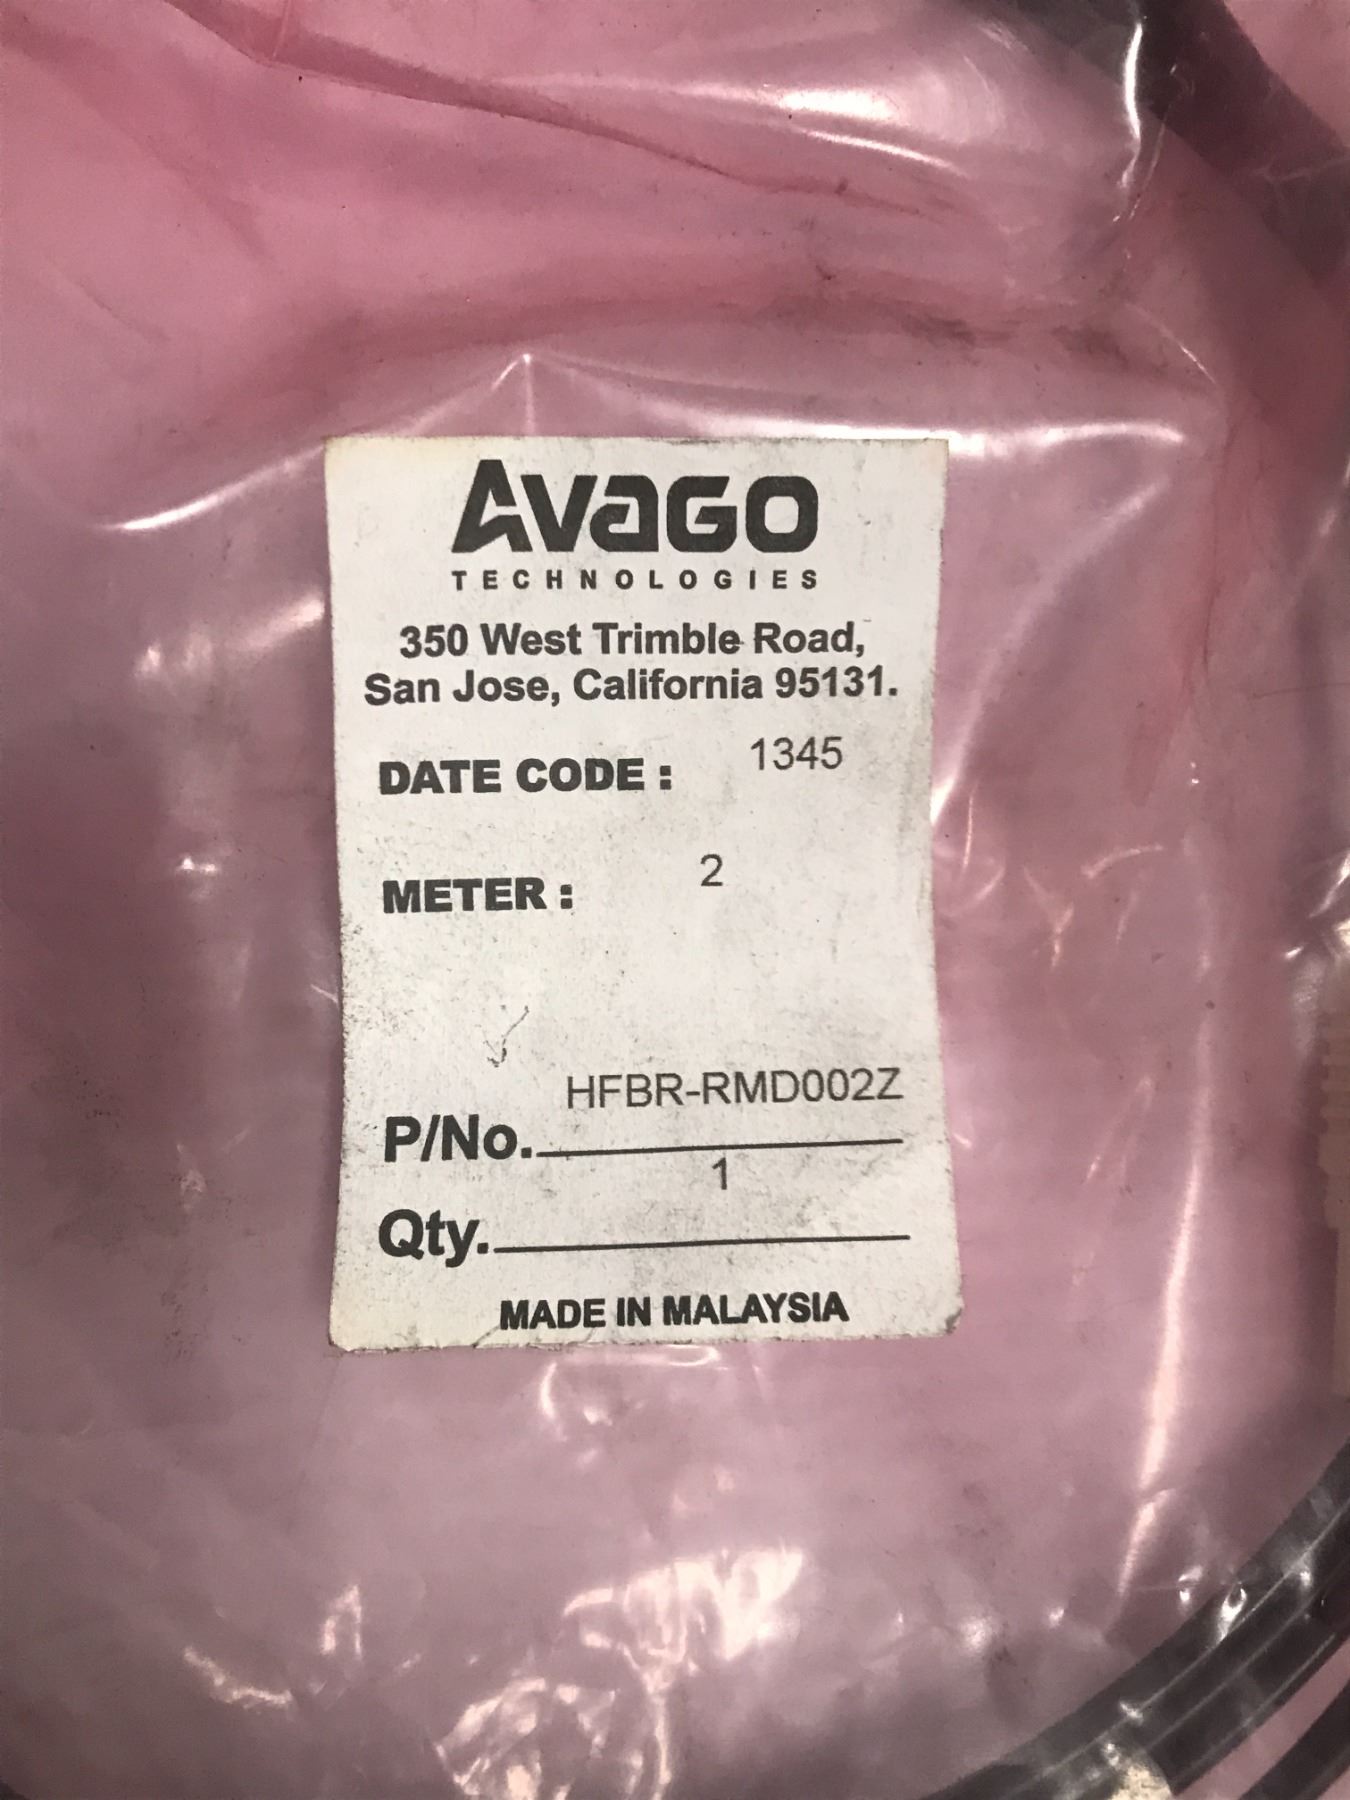 AVAGO
TECHNOLOGIES
350 West Trimble Road,
San Jose, California 95131.
DATE CODE : 1345
METER : 2
P/No. HFBR-RMD002Z
Qty. 1
MADE IN MALAYSIA